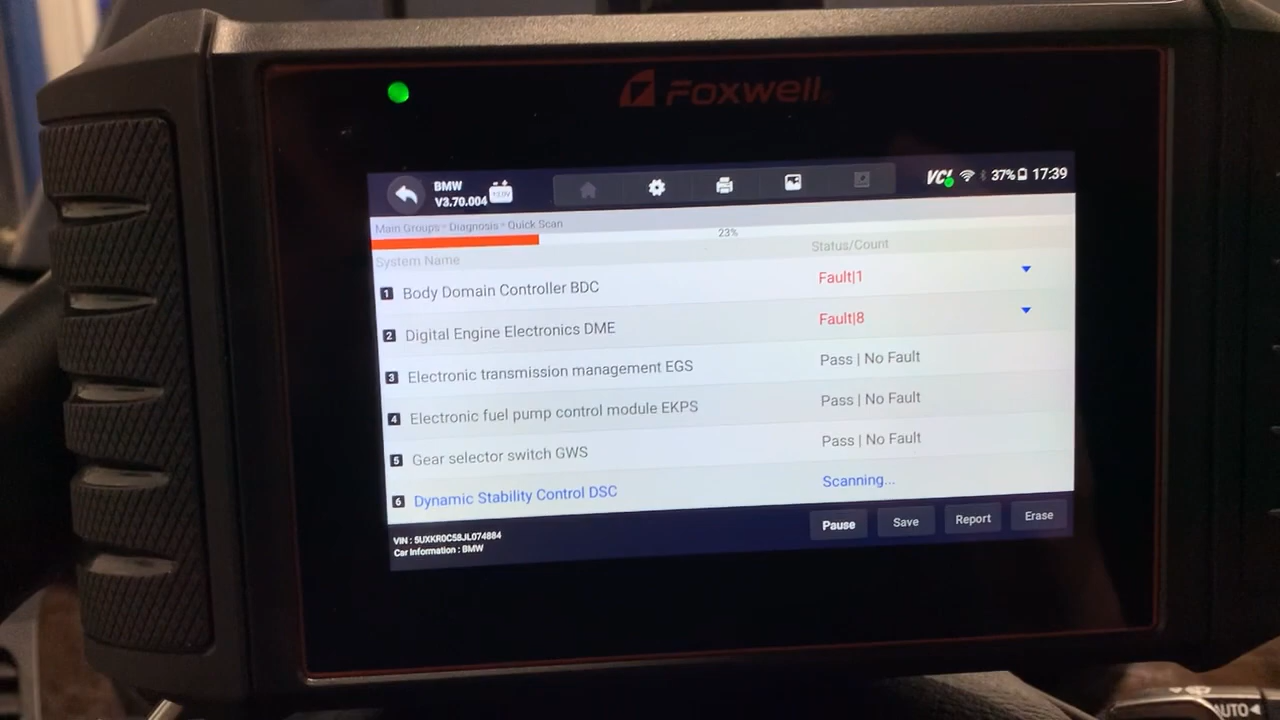 Foxwell
BMW
V3.70.004
VCI
37%
17:39
Main Groups - Diagnosis - Quick Scan
23%
System Name
Status/Count
1 Body Domain Controller BDC Fault|1
2 Digital Engine Electronics DME Fault|8
3 Electronic transmission management EGS Pass | No Fault
4 Electronic fuel pump control module EKPS Pass | No Fault
5 Gear selector switch GWS Pass | No Fault
6 Dynamic Stability Control DSC Scanning...
Pause Save Report Erase
VIN : 5UXKR0C58JL074884
Car Information : BMW
AUTO